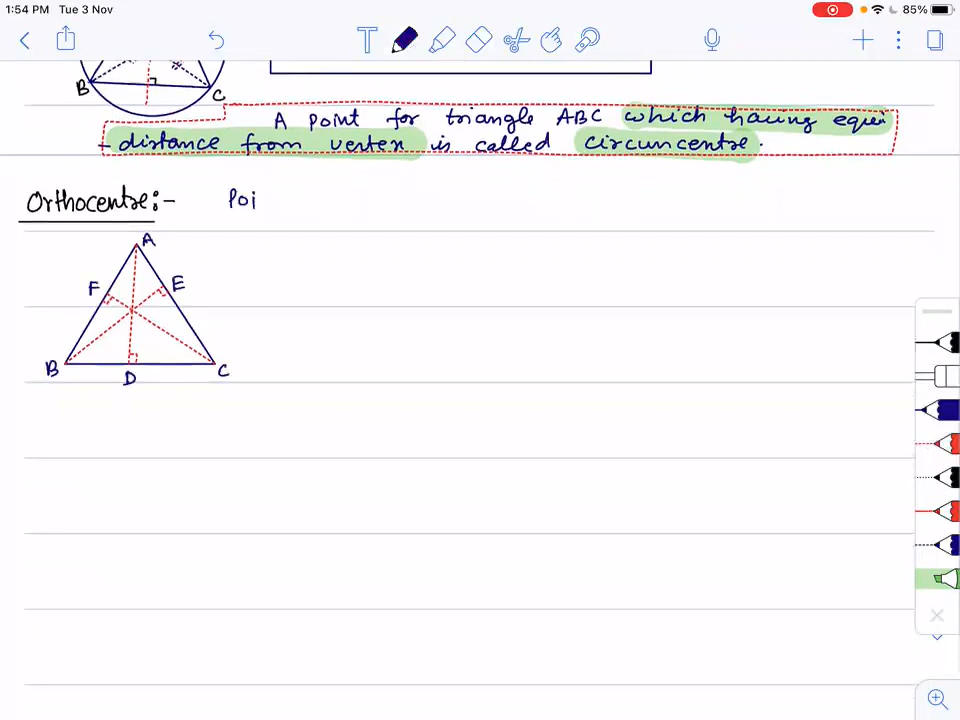 1:54 PM Tue 3 Nov
85%
T
B
C
A point for triangle ABC which having equi
- distance from vertex is called circumcentre.
Orthocentre:- Poi
A
F
E
B
D
C